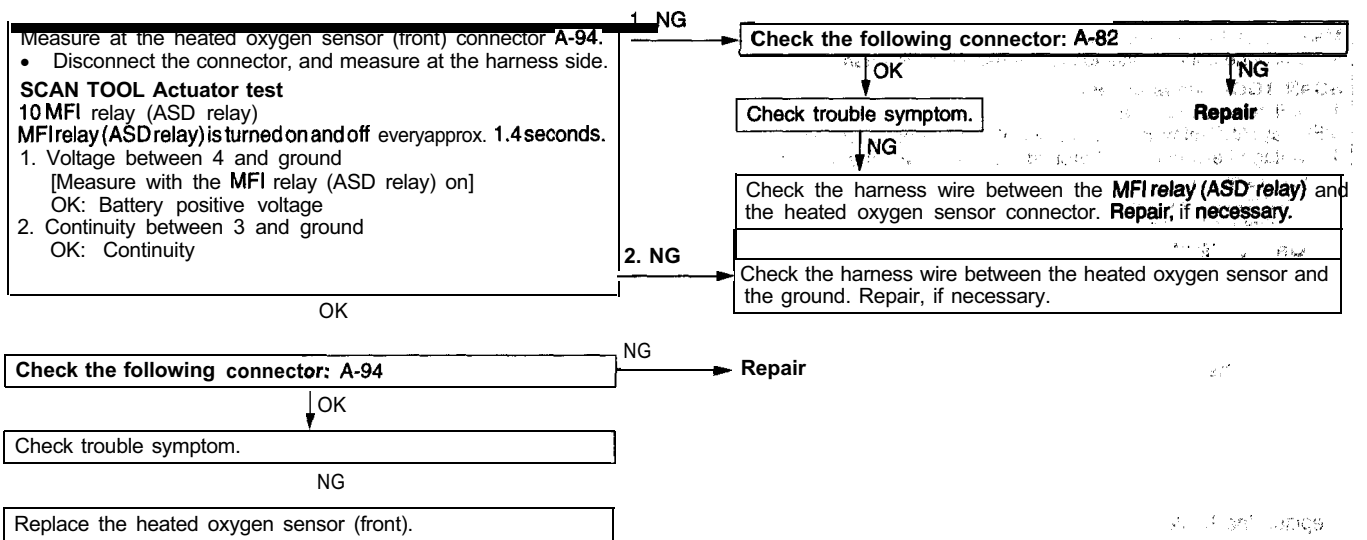 1. NG
Measure at the heated oxygen sensor (front) connector A-94.
• Disconnect the connector, and measure at the harness side.
SCAN TOOL Actuator test
10 MFI relay (ASD relay)
MFI relay (ASD relay) is turned on and off every approx. 1.4 seconds.
1. Voltage between 4 and ground
[Measure with the MFI relay (ASD relay) on]
OK: Battery positive voltage
2. Continuity between 3 and ground
OK: Continuity
Check the following connector: A-82
OK
NG
Check trouble symptom.
Repair
NG
Check the harness wire between the MFI relay (ASD relay) and
the heated oxygen sensor connector. Repair, if necessary.
2. NG
Check the harness wire between the heated oxygen sensor and
the ground. Repair, if necessary.
OK
Check the following connector: A-94
NG
Repair
OK
Check trouble symptom.
NG
Replace the heated oxygen sensor (front).